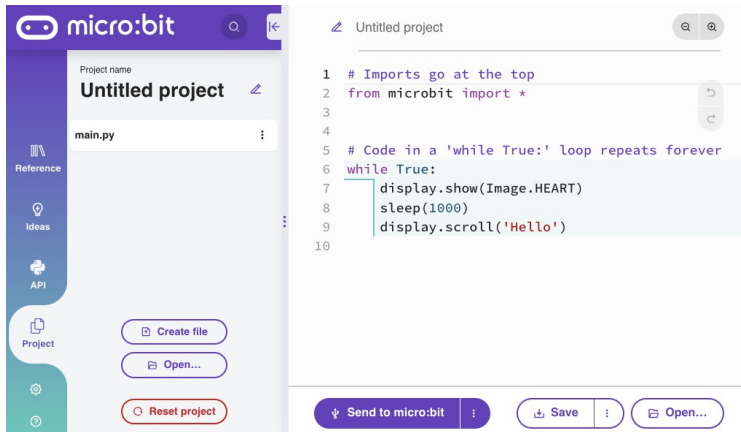 micro:bit
Reference
Ideas
API
Project
Project name
Untitled project
main.py
Create file
Open...
Reset project
Untitled project
1 # Imports go at the top
2 from microbit import *
3
4
5 # Code in a 'while True:' loop repeats forever
6 while True:
7     display.show(Image.HEART)
8     sleep(1000)
9     display.scroll('Hello')
10
Send to micro:bit
Save
Open...